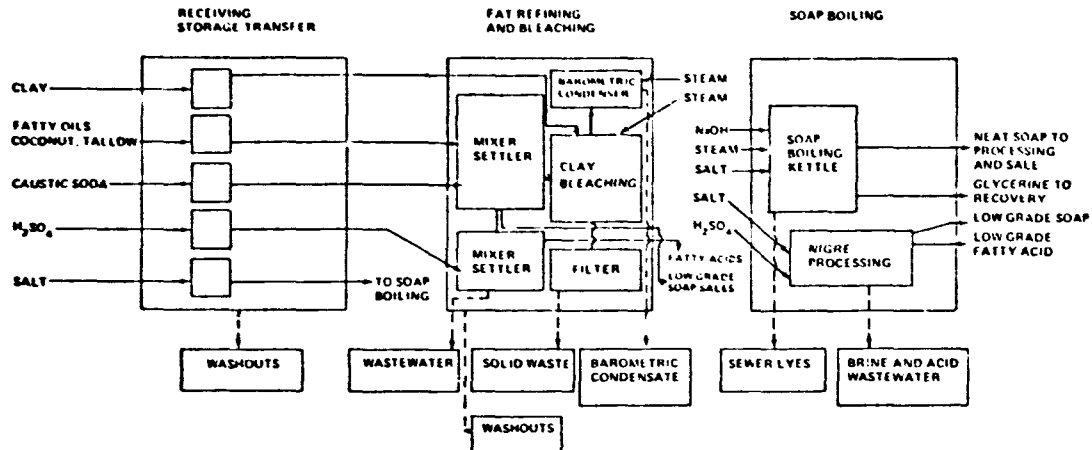 RECEIVING
STORAGE TRANSFER
FAT REFINING
AND BLEACHING
SOAP BOILING
CLAY
FATTY OILS
COCONUT, TALLOW
CAUSTIC SODA
H2SO4
SALT
TO SOAP
BOILING
MIXER
SETTLER
BAROMETRIC
CONDENSER
STEAM
STEAM
CLAY
BLEACHING
MIXER
SETTLER
FILTER
FATTY ACIDS
LOW GRADE
SOAP SALES
NaOH
STEAM
SALT
SALT
H2SO4
SOAP
BOILING
KETTLE
NIGRE
PROCESSING
NEAT SOAP TO
PROCESSING
AND SALE
GLYCERINE TO
RECOVERY
LOW GRADE SOAP
LOW GRADE
FATTY ACID
WASHOUTS
WASTEWATER
SOLID WASTE
BAROMETRIC
CONDENSATE
SEWER LYES
BRINE AND ACID
WASTEWATER
WASHOUTS